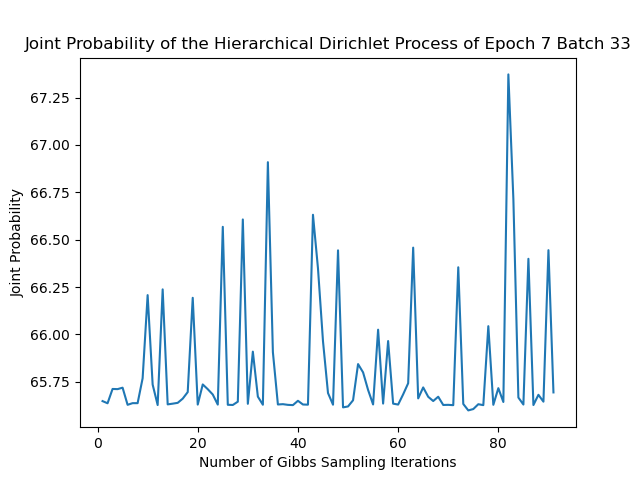 Joint Probability of the Hierarchical Dirichlet Process of Epoch 7 Batch 33
67.25
67.00
66.75
66.50
66.25
66.00
65.75
Joint Probability
0 20 40 60 80
Number of Gibbs Sampling Iterations